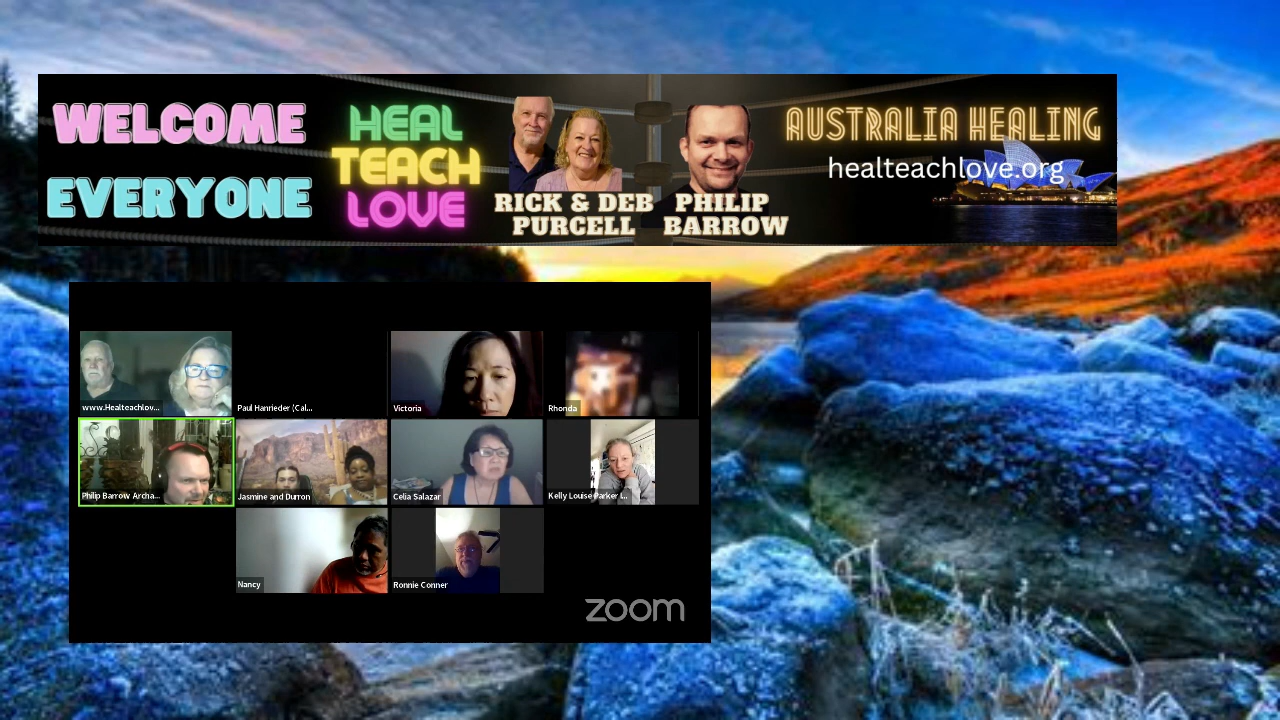 WELCOME
EVERYONE
HEAL
TEACH
LOVE
RICK & DEB
PURCELL
PHILIP
BARROW
AUSTRALIA HEALING
healteachlove.org
www.Healteachlov...
Paul Hanrieder (Cal...
Victoria
Rhonda
Philip Barrow Archa...
Jasmine and Durron
Celia Salazar
Kelly Louise Parker I...
Nancy
Ronnie Conner
zoom